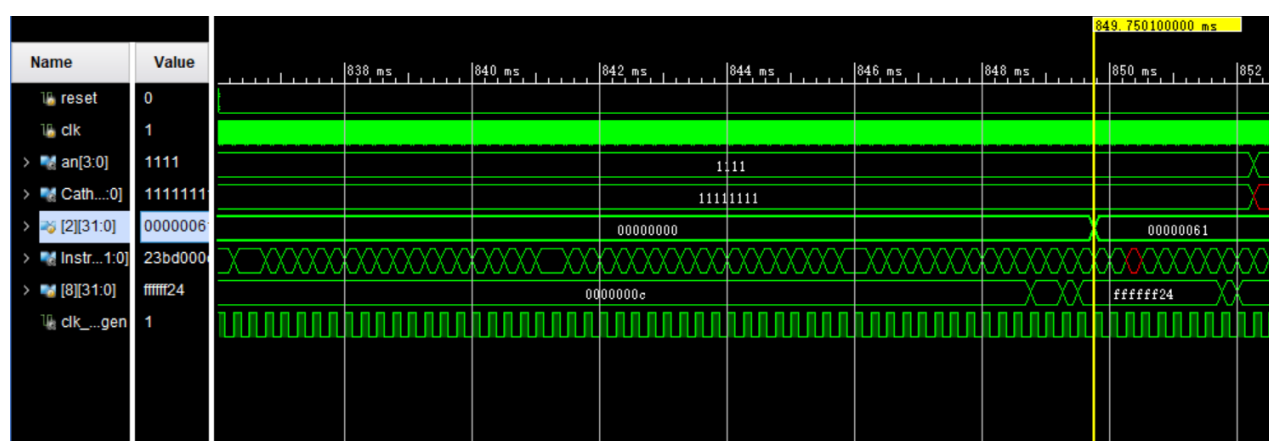 849.750100000 ms
Name Value
838 ms 840 ms 842 ms 844 ms 846 ms 848 ms 850 ms 852
reset 0
clk 1
an[3:0] 1111 1111
Cath...:0] 1111111 11111111
[2][31:0] 0000006 00000000 00000061
Instr...1:0] 23bd000
[8][31:0] ffffff24 0000000c ffffff24
clk_...gen 1